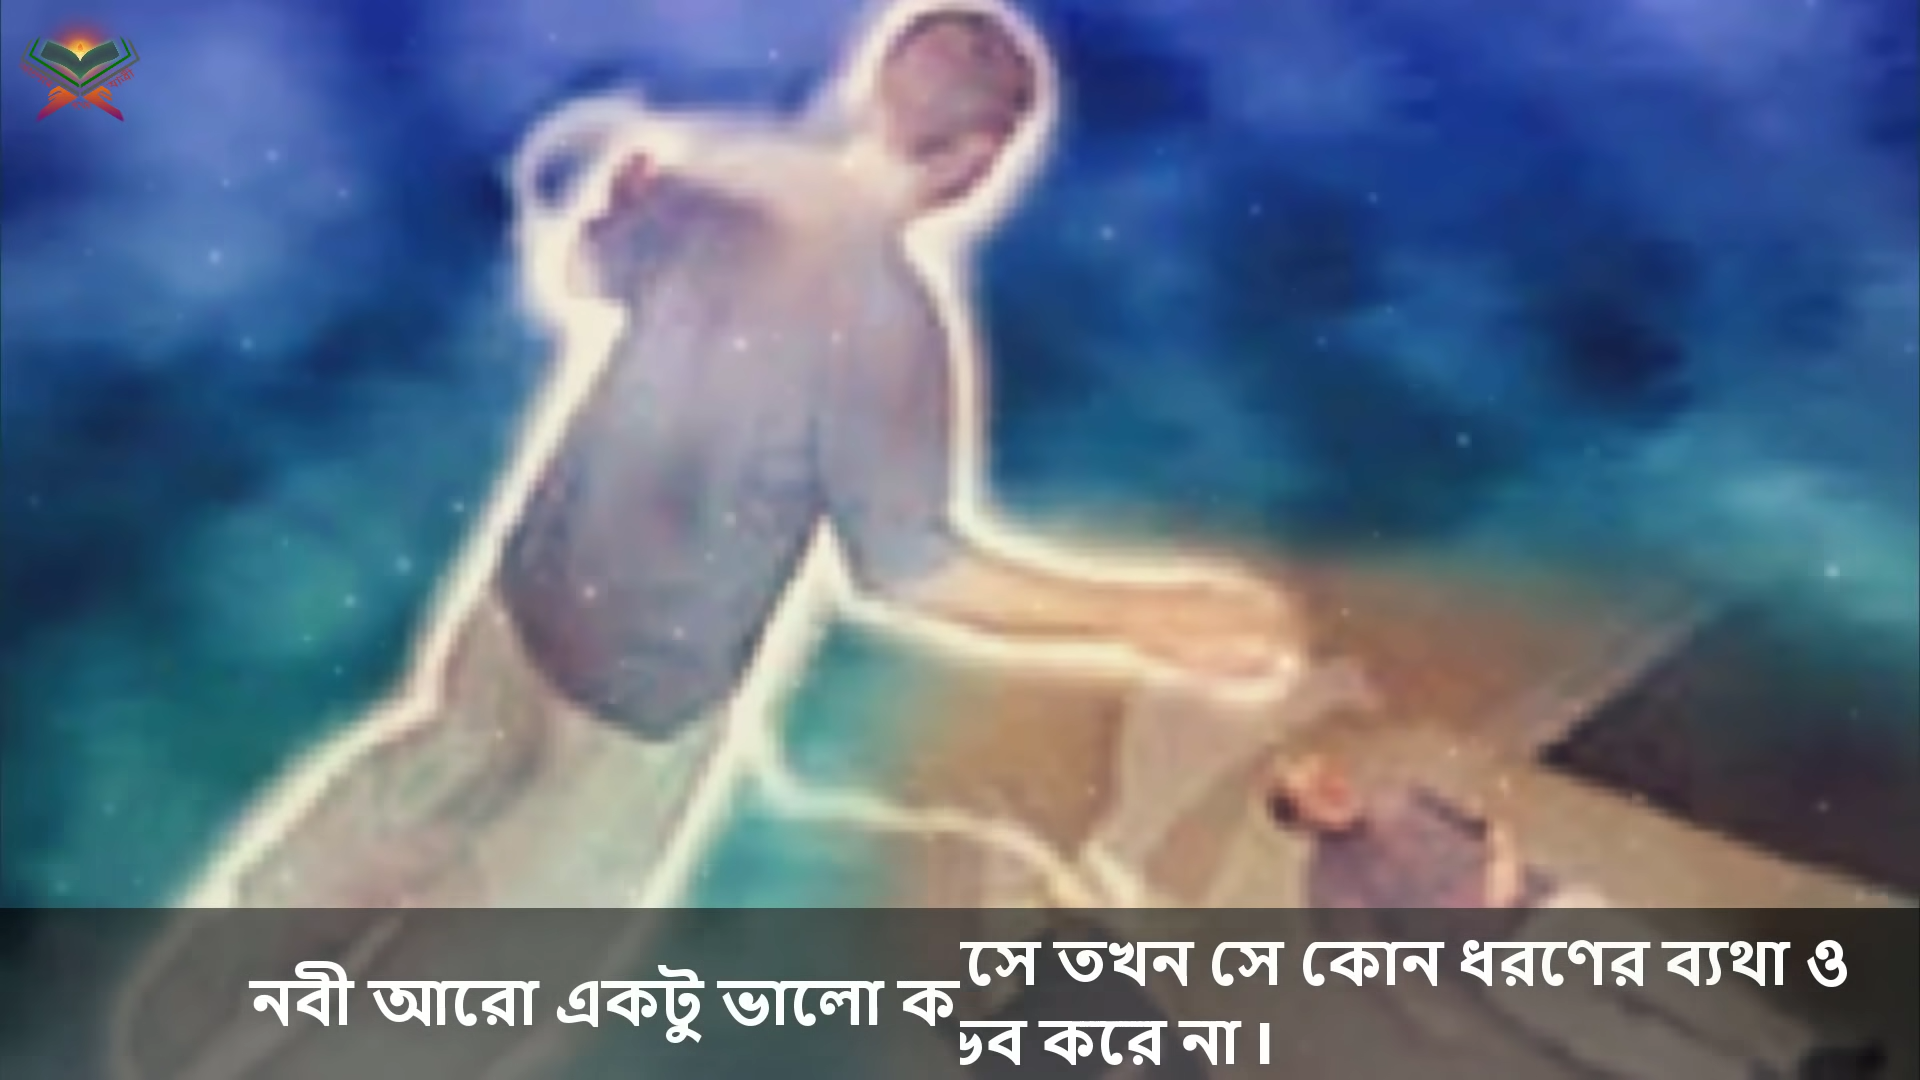 নবী আরো একটু ভালো ক
সে তখন সে কোন ধরণের ব্যথা ও
ভব করে না।